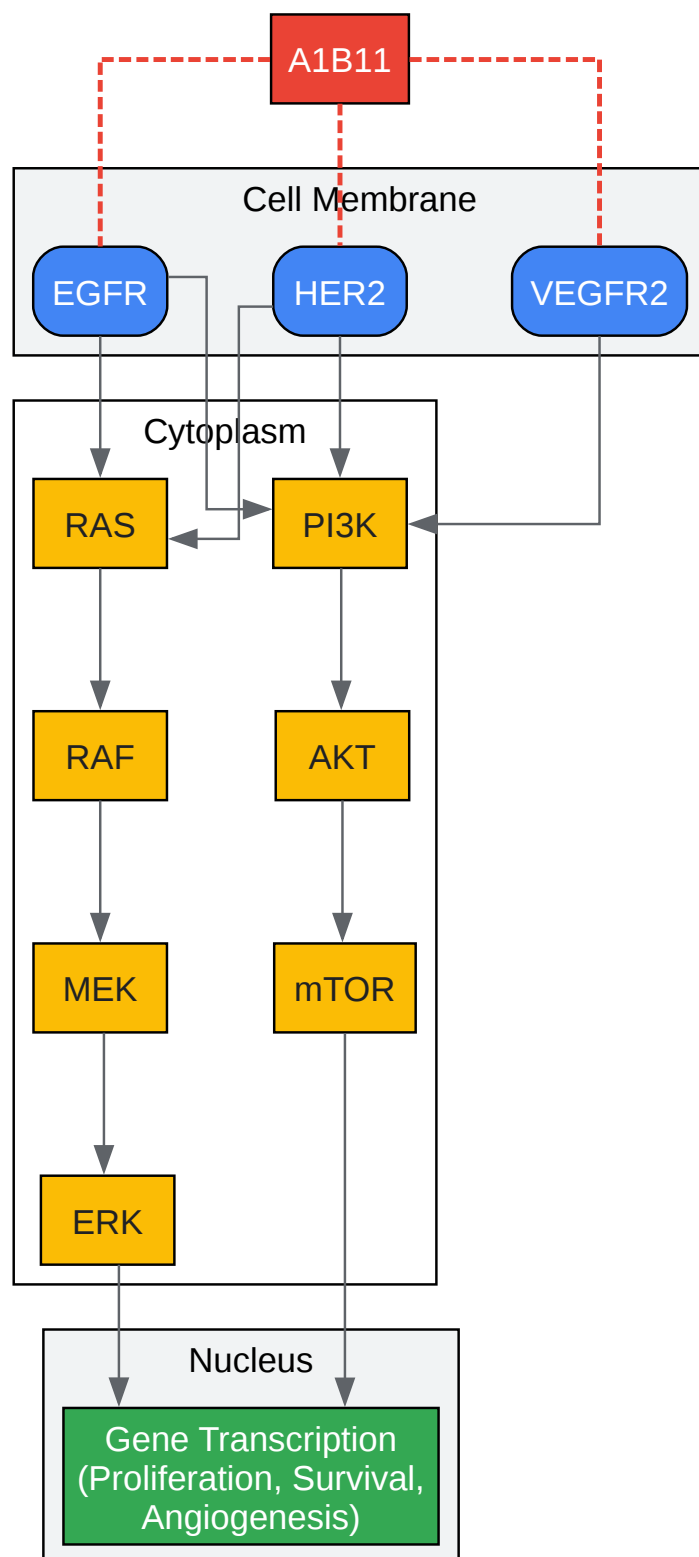 A1B11
Cell Membrane
EGFR
HER2
VEGFR2
Cytoplasm
RAS
PI3K
RAF
AKT
MEK
mTOR
ERK
Nucleus
Gene Transcription
(Proliferation, Survival,
Angiogenesis)